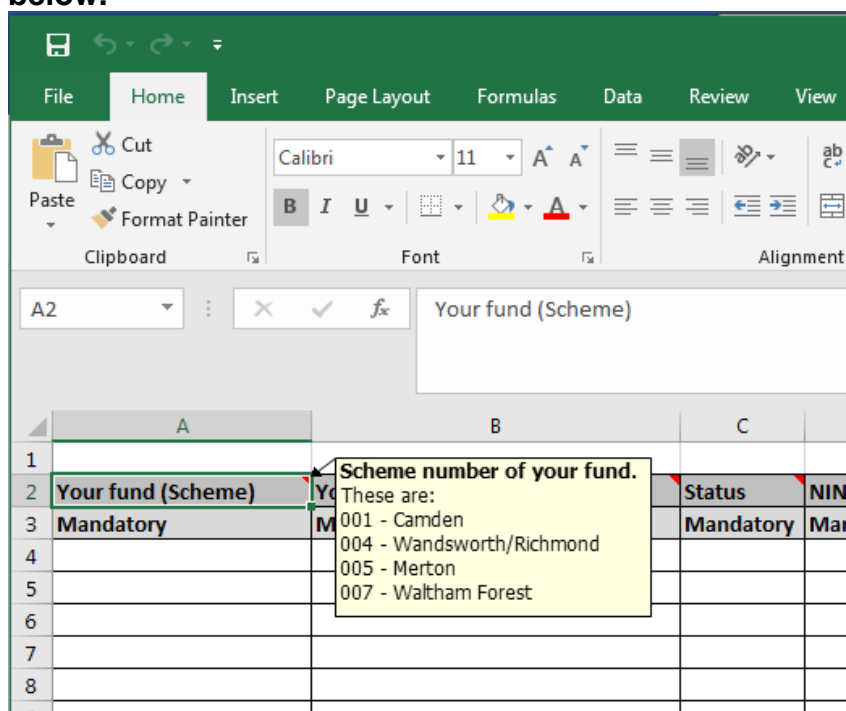 below.
File Home Insert Page Layout Formulas Data Review View
Cut
Copy
Paste
Format Painter
Clipboard
Calibri 11 A A
B I U A
Font
ab
Alignment
A2 fx Your fund (Scheme)
A B C
1
2 Your fund (Scheme) Status NIN
3 Mandatory Mandatory
4
5
6
7
8
Scheme number of your fund.
These are:
001 - Camden
004 - Wandsworth/Richmond
005 - Merton
007 - Waltham Forest